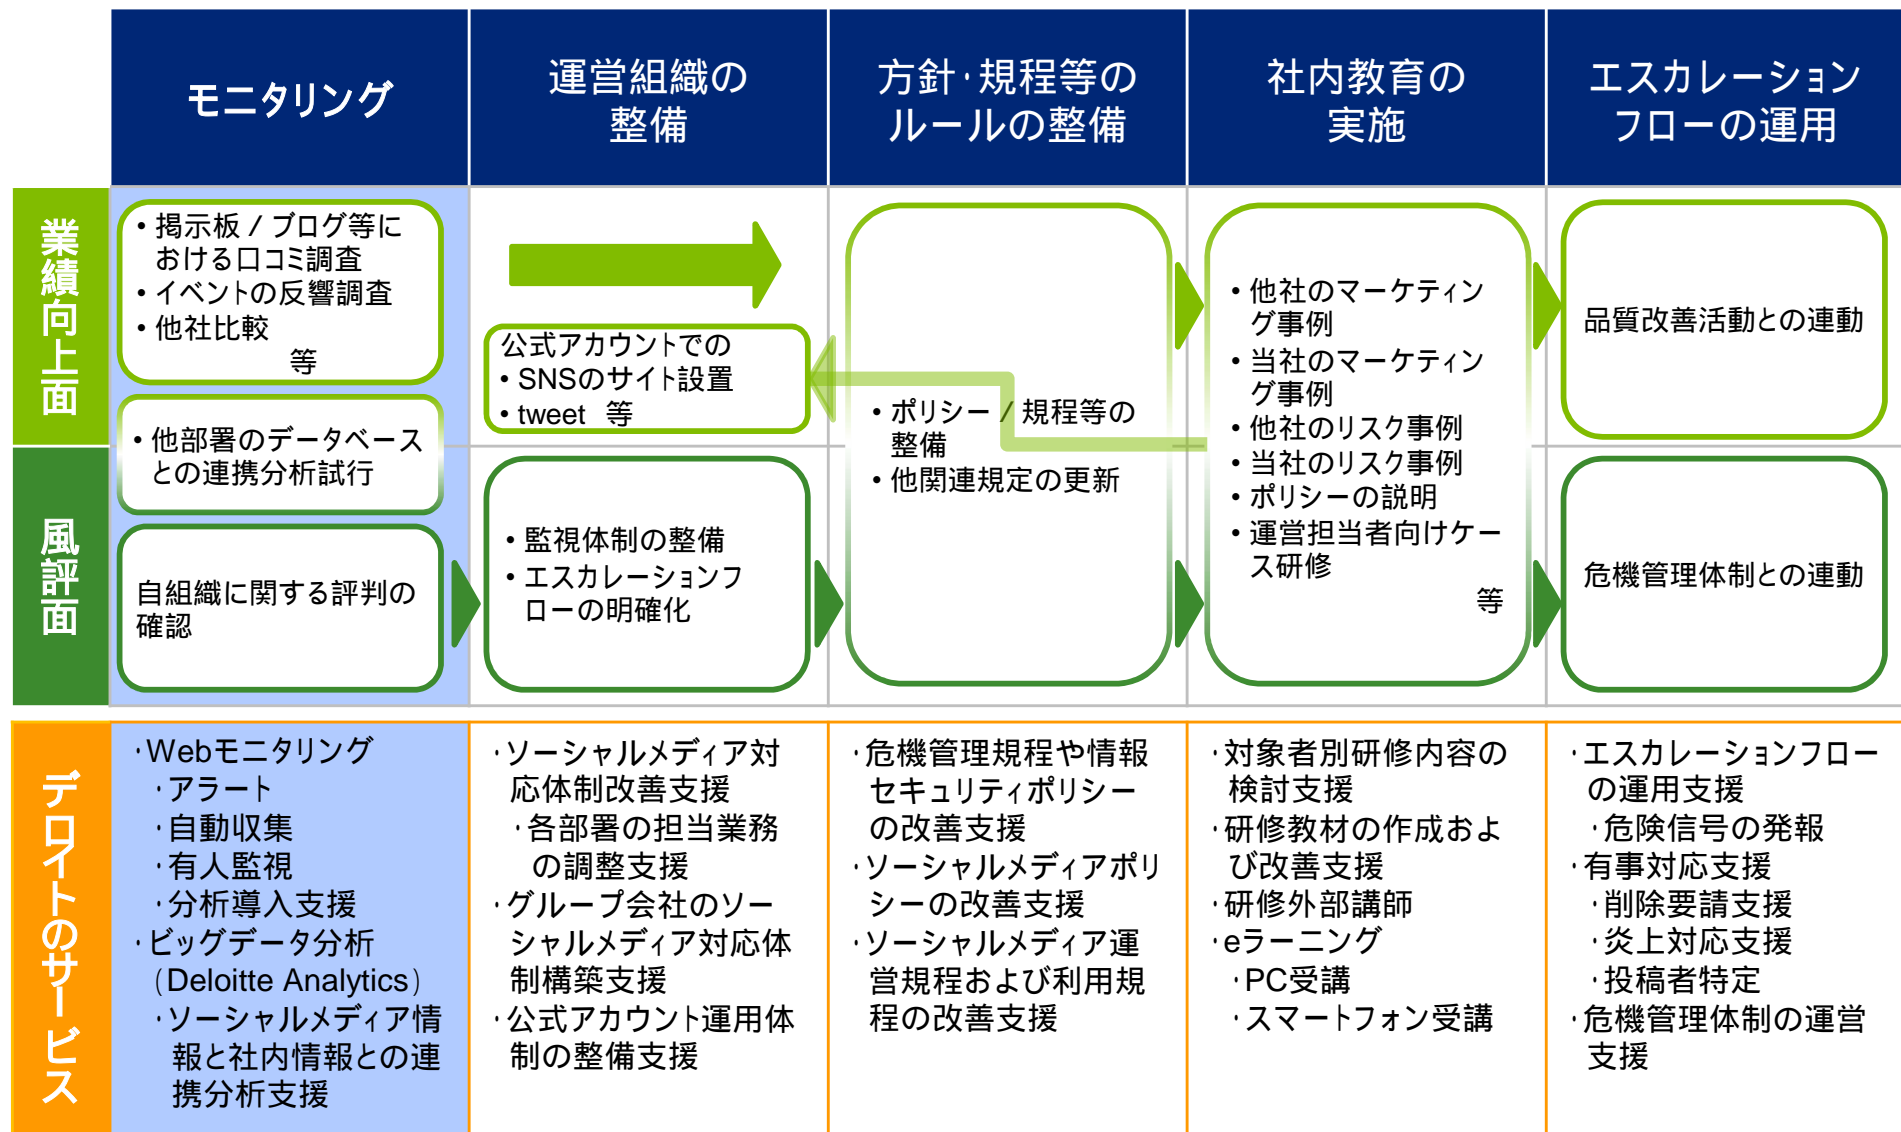 モニタリング
運営組織の
整備
方針・規程等の
ルールの整備
社内教育の
実施
エスカレーション
フローの運用
業績向上面
・掲示板 / ブログ等に
おける口コミ調査
・イベントの反響調査
・他社比較
等
・他部署のデータベース
との連携分析試行
公式アカウントでの
・SNSのサイト設置
・tweet 等
・ポリシー / 規程等の
整備
・他関連規定の更新
・他社のマーケティン
グ事例
・当社のマーケティン
グ事例
・他社のリスク事例
・当社のリスク事例
・ポリシーの説明
・運営担当者向けケー
ス研修
等
品質改善活動との連動
風評面
自組織に関する評判の
確認
・監視体制の整備
・エスカレーションフ
ローの明確化
危機管理体制との連動
デロイトのサービス
・Webモニタリング
・アラート
・自動収集
・有人監視
・分析導入支援
・ビッグデータ分析
（Deloitte Analytics）
・ソーシャルメディア情
報と社内情報との連
携分析支援
・ソーシャルメディア対
応体制改善支援
・各部署の担当業務
の調整支援
・グループ会社のソー
シャルメディア対応体
制構築支援
・公式アカウント運用体
制の整備支援
・危機管理規程や情報
セキュリティポリシー
の改善支援
・ソーシャルメディアポリ
シーの改善支援
・ソーシャルメディア運
営規程および利用規
程の改善支援
・対象者別研修内容の
検討支援
・研修教材の作成およ
び改善支援
・研修外部講師
・eラーニング
・PC受講
・スマートフォン受講
・エスカレーションフロー
の運用支援
・危険信号の発報
・有事対応支援
・削除要請支援
・炎上対応支援
・投稿者特定
・危機管理体制の運営
支援